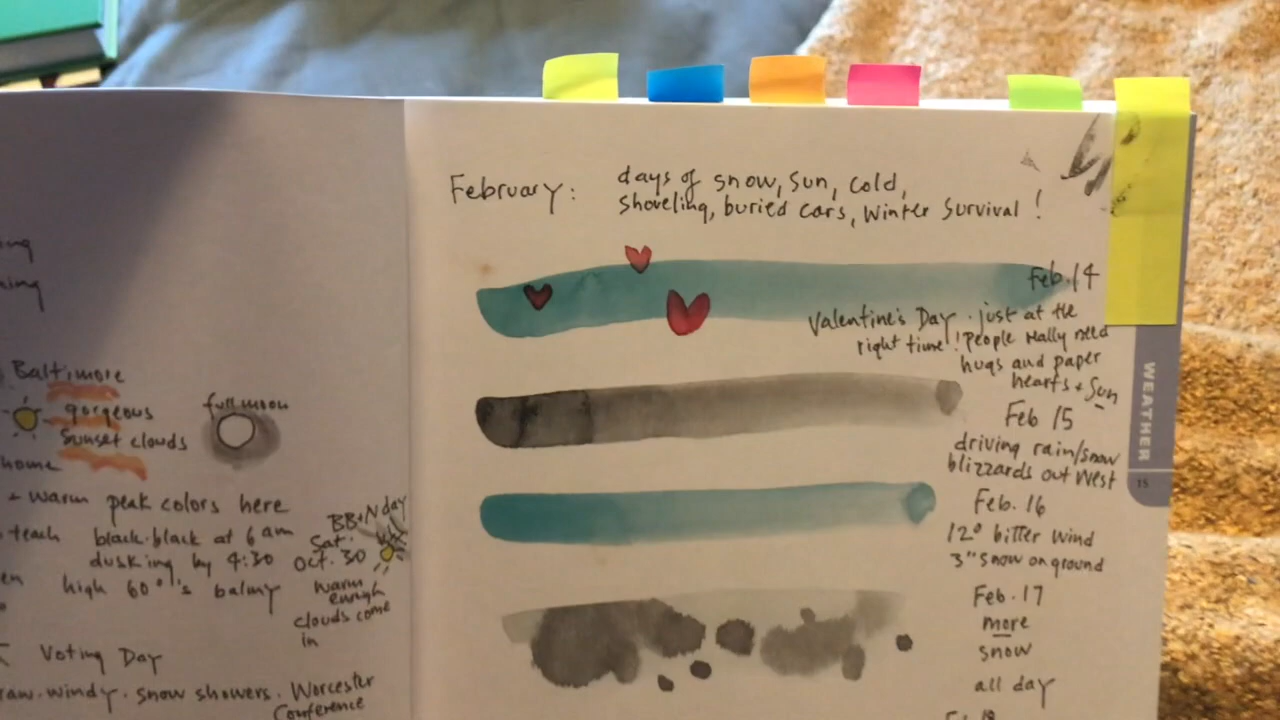 Baltimore
gorgeous
sunset clouds
full moon
home
+ warm peak colors here
teach black-black at 6 am
dusking by 4:30
high 60°'s balmy
BB+N day
Sat.
Oct. 30
warm
enough
clouds come
in
Voting Day
raw. windy. snow showers. Worcester
Conference
February: days of snow, sun, cold,
shoveling, buried cars, winter survival!
Feb. 14
Valentine's Day. just at the
right time! People really need
hugs and paper
hearts + Sun
Feb 15
driving rain/snow
blizzards out West
Feb. 16
12° bitter wind
3" snow on ground
Feb. 17
more
snow
all day
WEATHER
15